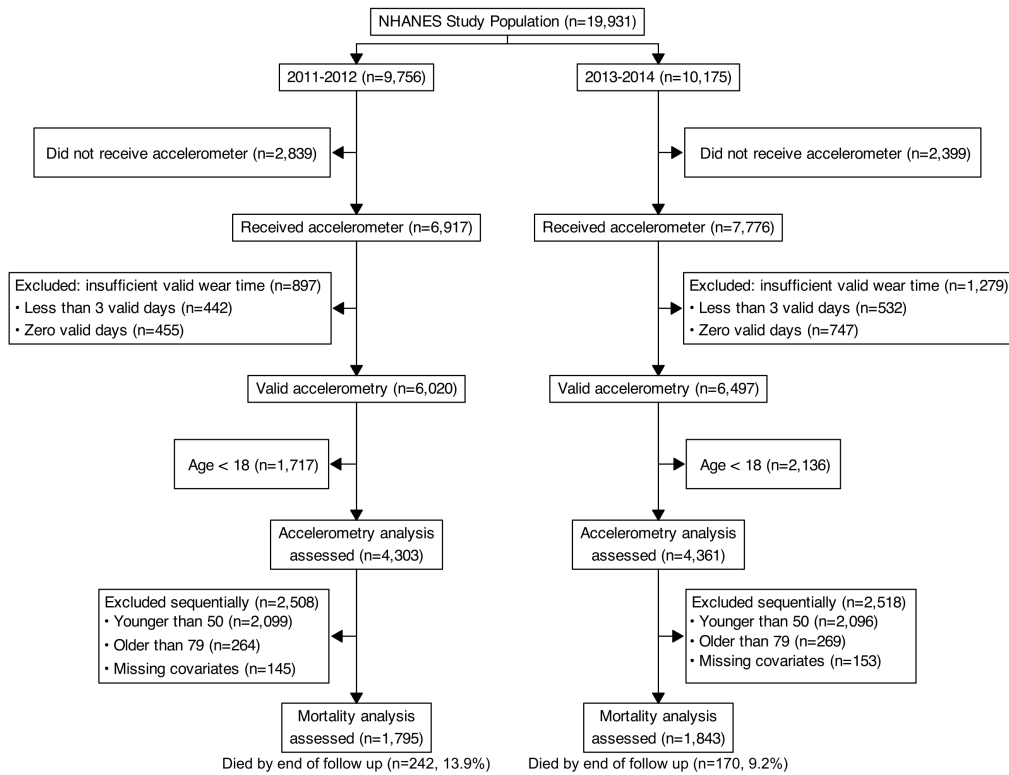 NHANES Study Population (n=19,931)
2011-2012 (n=9,756)
2013-2014 (n=10,175)
Did not receive accelerometer (n=2,839)
Did not receive accelerometer (n=2,399)
Received accelerometer (n=6,917)
Received accelerometer (n=7,776)
Excluded: insufficient valid wear time (n=897)
• Less than 3 valid days (n=442)
• Zero valid days (n=455)
Excluded: insufficient valid wear time (n=1,279)
• Less than 3 valid days (n=532)
• Zero valid days (n=747)
Valid accelerometry (n=6,020)
Valid accelerometry (n=6,497)
Age < 18 (n=1,717)
Age < 18 (n=2,136)
Accelerometry analysis
assessed (n=4,303)
Accelerometry analysis
assessed (n=4,361)
Excluded sequentially (n=2,508)
• Younger than 50 (n=2,099)
• Older than 79 (n=264)
• Missing covariates (n=145)
Excluded sequentially (n=2,518)
• Younger than 50 (n=2,096)
• Older than 79 (n=269)
• Missing covariates (n=153)
Mortality analysis
assessed (n=1,795)
Died by end of follow up (n=242, 13.9%)
Mortality analysis
assessed (n=1,843)
Died by end of follow up (n=170, 9.2%)